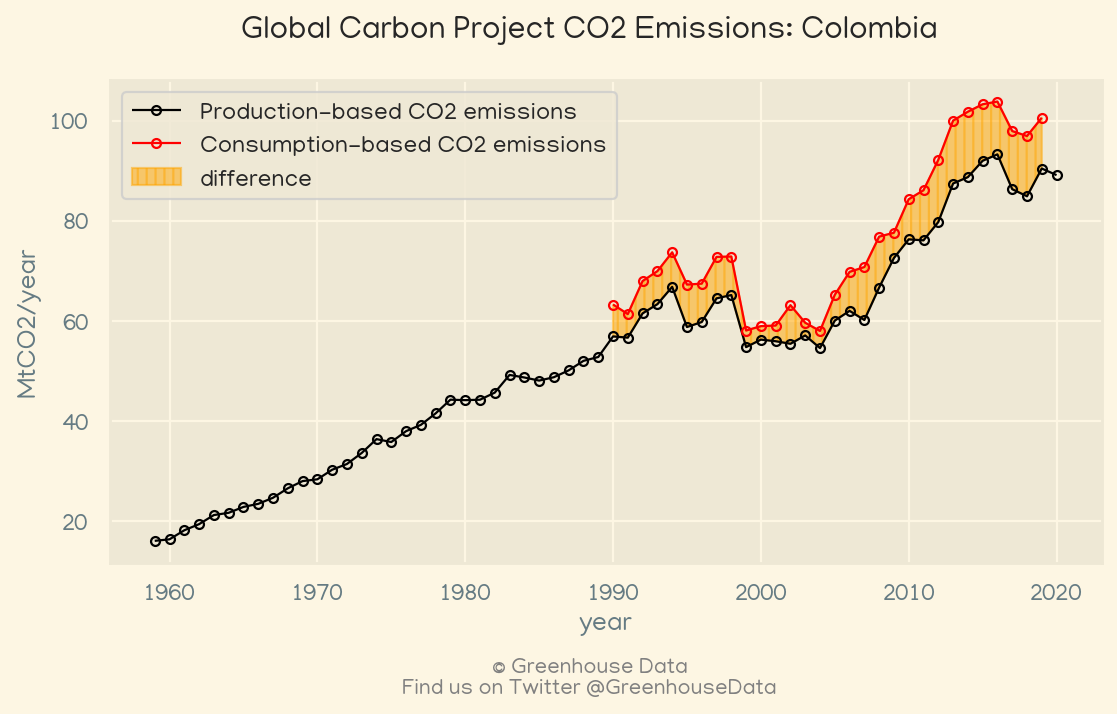 Global Carbon Project CO2 Emissions: Colombia
Production-based CO2 emissions
Consumption-based CO2 emissions
difference
MtCO2/year
100
80
60
40
20
1960 1970 1980 1990 2000 2010 2020
year
© Greenhouse Data
Find us on Twitter @GreenhouseData